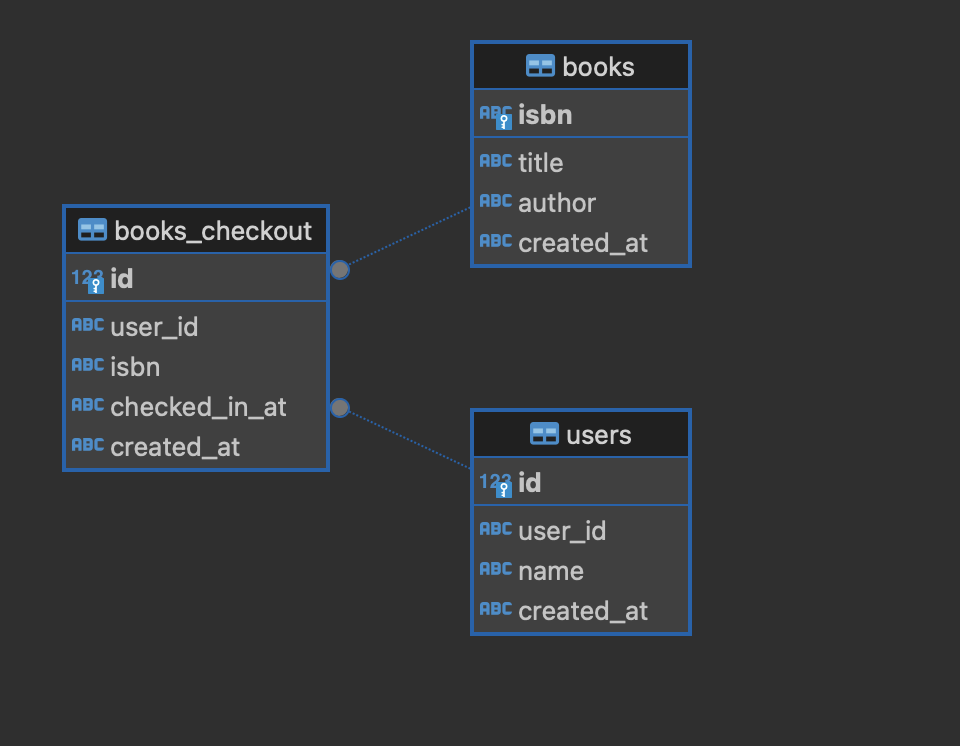 books
ABC isbn
ABC title
ABC author
ABC created_at
books_checkout
123 id
ABC user_id
ABC isbn
ABC checked_in_at
ABC created_at
users
123 id
ABC user_id
ABC name
ABC created_at